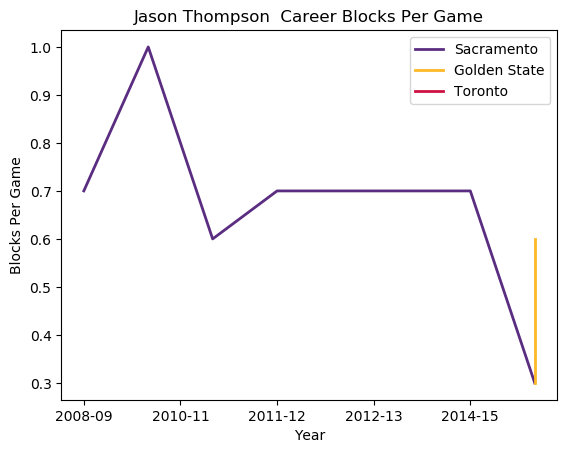 Jason Thompson  Career Blocks Per Game
Sacramento
Golden State
Toronto
1.0
0.9
0.8
0.7
0.6
0.5
0.4
0.3
Blocks Per Game
2008-09 2010-11 2011-12 2012-13 2014-15
Year